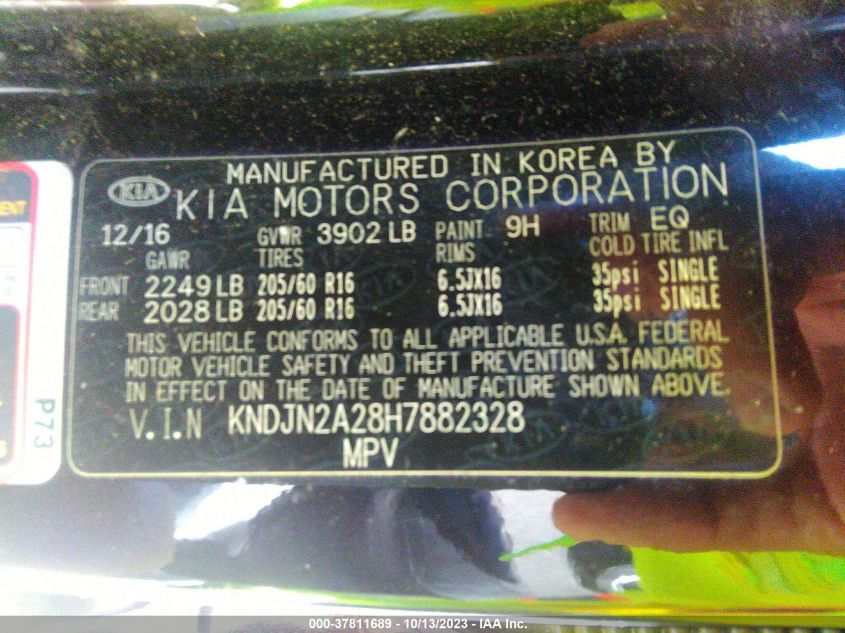 MANUFACTURED IN KOREA BY
KIA KIA MOTORS CORPORATION
12/16 GVWR 3902 LB PAINT 9H TRIM EQ
GAWR TIRES RIMS COLD TIRE INFL
FRONT 2249 LB 205/60 R16 6.5JX16 35psi SINGLE
REAR 2028 LB 205/60 R16 6.5JX16 35psi SINGLE
THIS VEHICLE CONFORMS TO ALL APPLICABLE U.S.A. FEDERAL
MOTOR VEHICLE SAFETY AND THEFT PREVENTION STANDARDS
IN EFFECT ON THE DATE OF MANUFACTURE SHOWN ABOVE.
V.I.N KNDJN2A28H7882328
MPV
P73
000-37811689 - 10/13/2023 - IAA Inc.